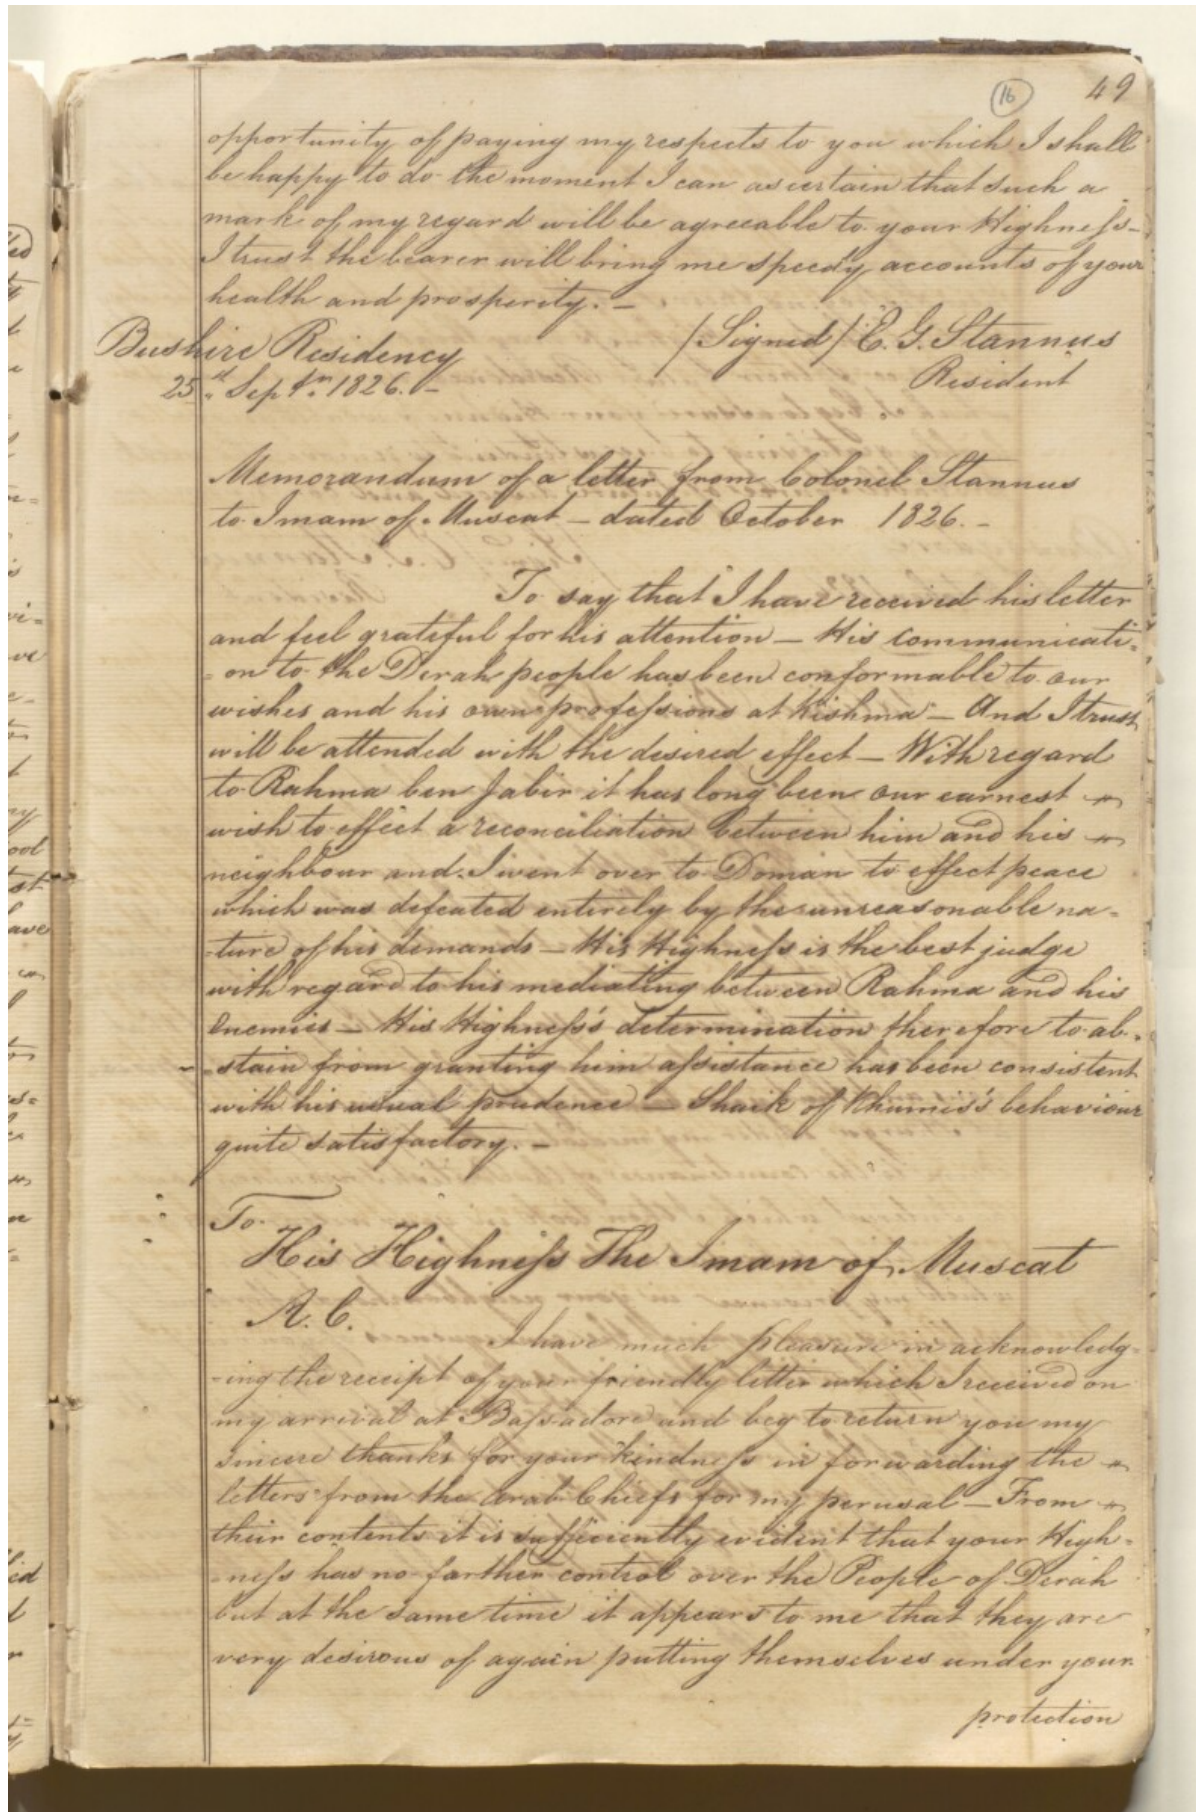 16 49
opportunity of paying my respects to you which I shall
be happy to do the moment I can ascertain that such a
mark of my regard will be agreeable to your Highneſs –
I trust the bearer will bring me speedy accounts of your
health and prosperity. –
Bushire Residency /Signed/ E. G. Stannus
25th Septr. 1826. – Resident
Memorandum of a letter from Colonel Stannus
to Imam of Muscat – dated October 1826. –
To say that I have received his letter
and feel grateful for his attention – His communicati-
-on to the Derah people has been conformable to our
wishes and his own profeſsions at Kishma – And I trust
will be attended with the desired effect – With regard
to Rahma ben Jabir it has long been our earnest
wish to effect a reconciliation between him and his
neighbour and I went over to Doman to effect peace
which was defeated entirely by the unreasonable na-
-ture of his demands – His Highneſs is the best judge
with regard to his mediating between Rahma and his
Enemies – His Highneſs's determination therefore to ab-
-stain from granting him aſsistance has been consistent
with his usual prudence – Shaik of Khamis's behaviour
quite satisfactory. –
To
His Highneſs The Imam of Muscat
A. C.
I have much pleasure in acknowledg-
-ing the receipt of your friendly letter which I received on
my arrival at Baſsadore and beg to return you my
sincere thanks for your kindneſs in forwarding the
letters from the Arab Chiefs for my perusal – From
their contents it is sufficiently evident that your High-
-neſs has no farther control over the People of Derah
but at the same time it appears to me that they are
very desirous of again putting themselves under your
protection